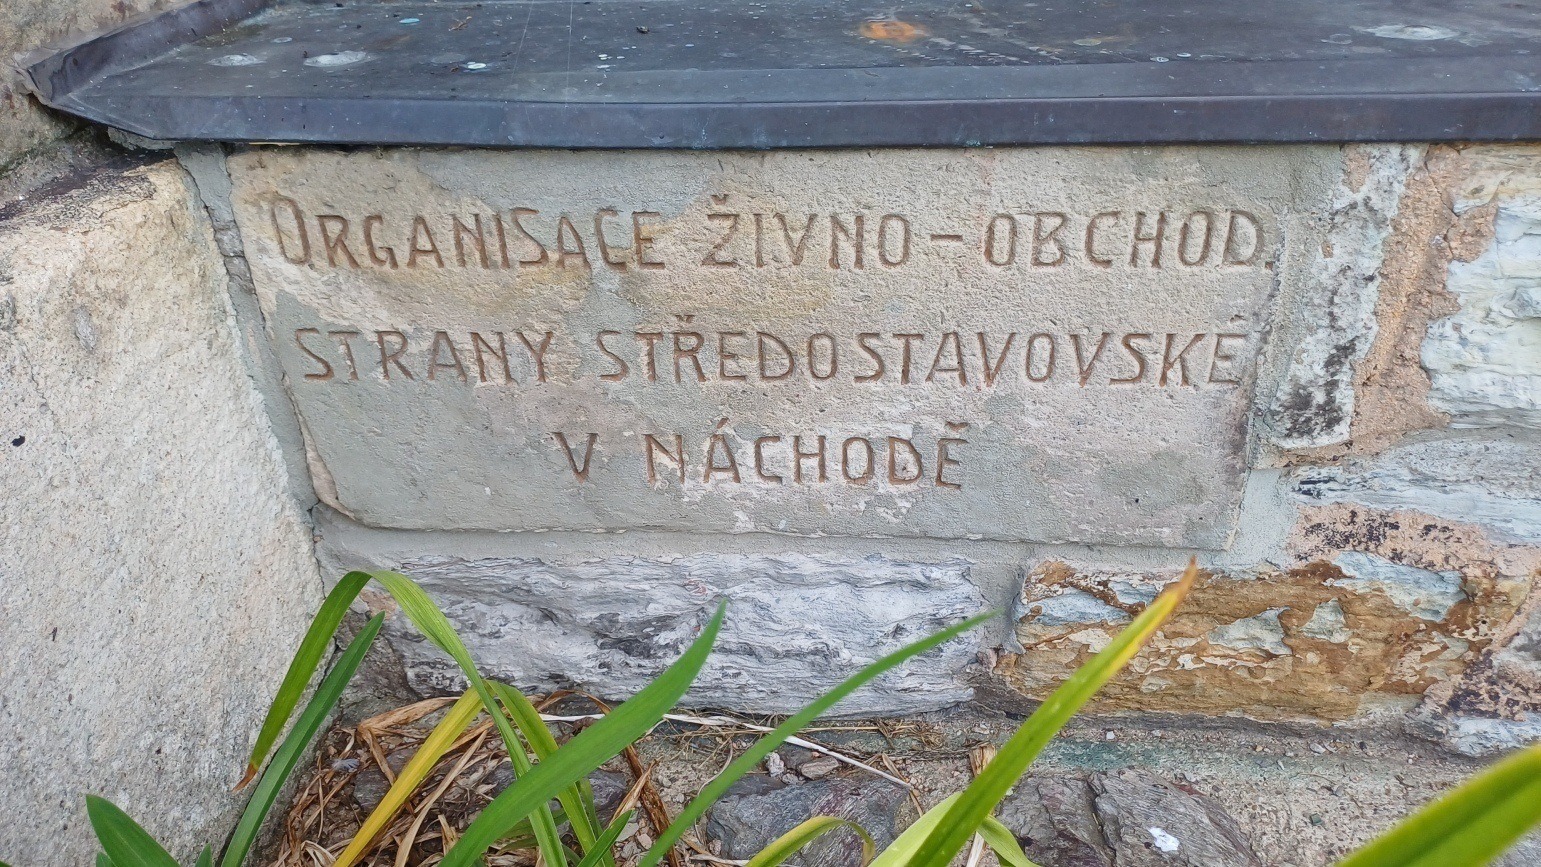 ORGANISACE ŽIVNO-OBCHOD.
STRANY STŘEDOSTAVOVSKÉ
V NÁCHODĚ